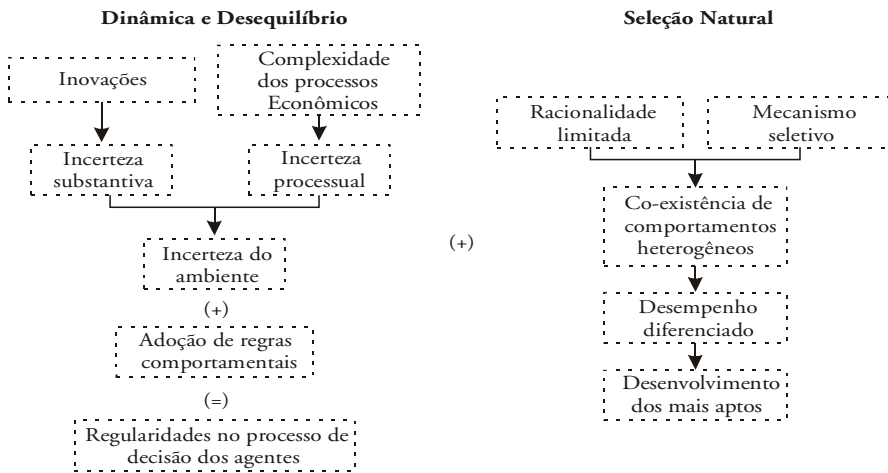 Dinâmica e Desequilíbrio
Inovações
Complexidade
dos processos
Econômicos
Incerteza
substantiva
Incerteza
processual
Incerteza do
ambiente
(+)
Adoção de regras
comportamentais
(=)
Regularidades no processo de
decisão dos agentes
(+)
Seleção Natural
Racionalidade
limitada
Mecanismo
seletivo
Co-existência de
comportamentos
heterogêneos
Desempenho
diferenciado
Desenvolvimento
dos mais aptos